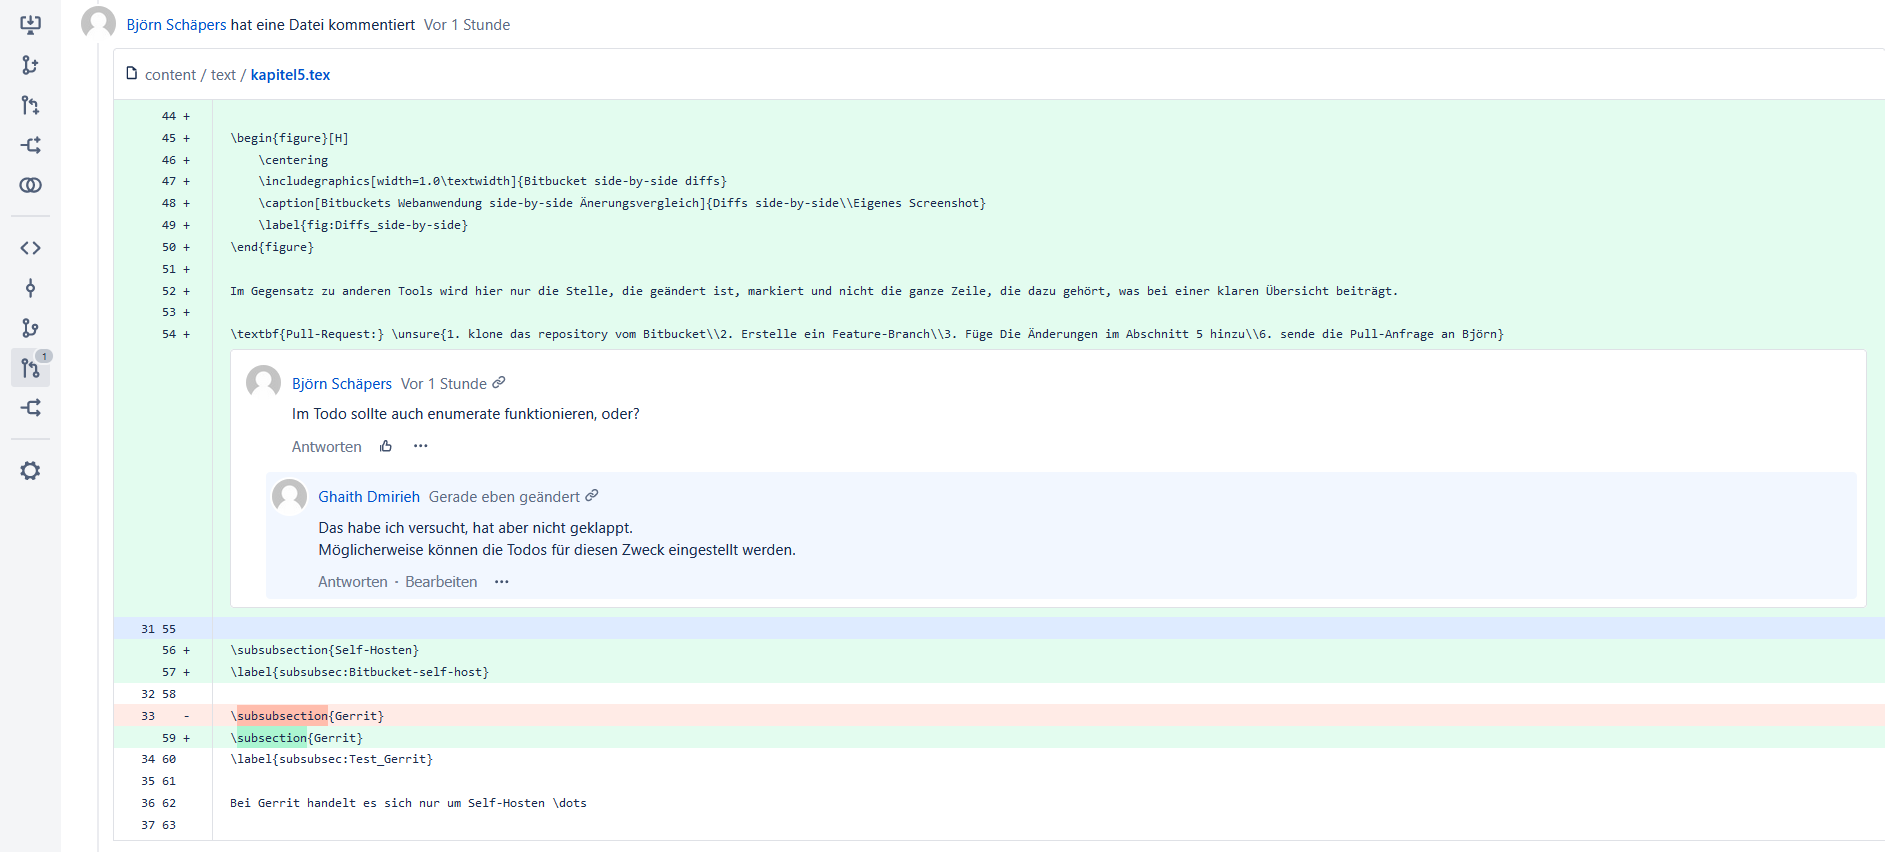 Björn Schäpers hat eine Datei kommentiert Vor 1 Stunde
content / text / kapitel5.tex
44 +
45 + \begin{figure}[H]
46 + \centering
47 + \includegraphics[width=1.0\textwidth]{Bitbucket side-by-side diffs}
48 + \caption[Bitbuckets Webanwendung side-by-side Änerungsvergleich]{Diffs side-by-side\\Eigenes Screenshot}
49 + \label{fig:Diffs_side-by-side}
50 + \end{figure}
51 +
52 + Im Gegensatz zu anderen Tools wird hier nur die Stelle, die geändert ist, markiert und nicht die ganze Zeile, die dazu gehört, was bei einer klaren Übersicht beiträgt.
53 +
54 + \textbf{Pull-Request:} \unsure{1. klone das repository vom Bitbucket\\2. Erstelle ein Feature-Branch\\3. Füge Die Änderungen im Abschnitt 5 hinzu\\6. sende die Pull-Anfrage an Björn}
1
Björn Schäpers Vor 1 Stunde
Im Todo sollte auch enumerate funktionieren, oder?
Antworten
Ghaith Dmirieh Gerade eben geändert
Das habe ich versucht, hat aber nicht geklappt.
Möglicherweise können die Todos für diesen Zweck eingestellt werden.
Antworten · Bearbeiten
31 55
56 + \subsubsection{Self-Hosten}
57 + \label{subsubsec:Bitbucket-self-host}
32 58
33 - \subsubsection{Gerrit}
59 + \subsection{Gerrit}
34 60 \label{subsubsec:Test_Gerrit}
35 61
36 62 Bei Gerrit handelt es sich nur um Self-Hosten \dots
37 63